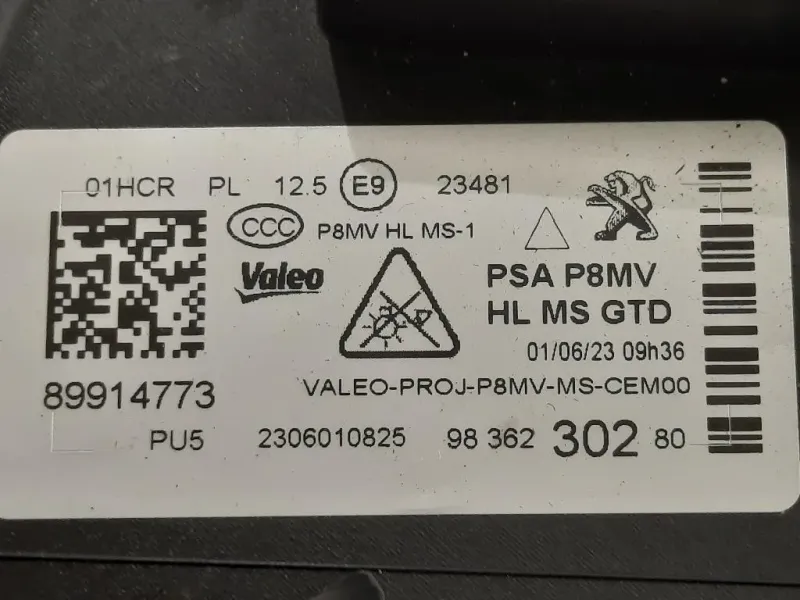 01HCR PL 12.5 E9 23481
CCC P8MV HL MS-1
Valeo
PSA P8MV
HL MS GTD
01/06/23 09h36
89914773
VALEO-PROJ-P8MV-MS-CEM00
PU5 2306010825 98 362 302 80